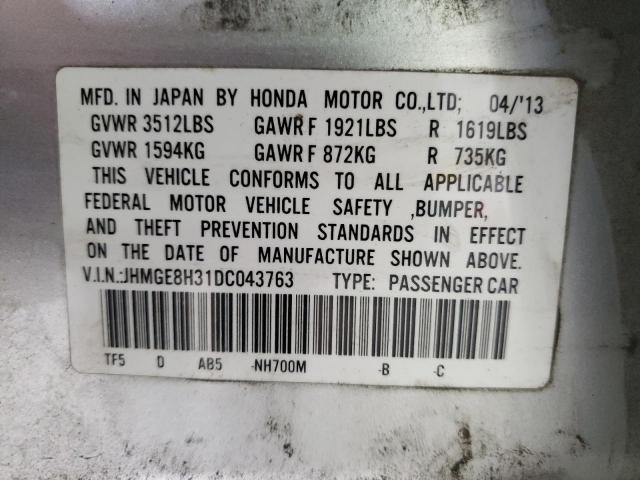 MFD. IN JAPAN BY HONDA MOTOR CO.,LTD; 04/'13
GVWR 3512LBS GAWR F 1921LBS R 1619LBS
GVWR 1594KG GAWR F 872KG R 735KG
THIS VEHICLE CONFORMS TO ALL APPLICABLE
FEDERAL MOTOR VEHICLE SAFETY ,BUMPER,
AND THEFT PREVENTION STANDARDS IN EFFECT
ON THE DATE OF MANUFACTURE SHOWN ABOVE.
V.I.N.:JHMGE8H31DC043763 TYPE: PASSENGER CAR
TF5 D AB5 -NH700M -B -C